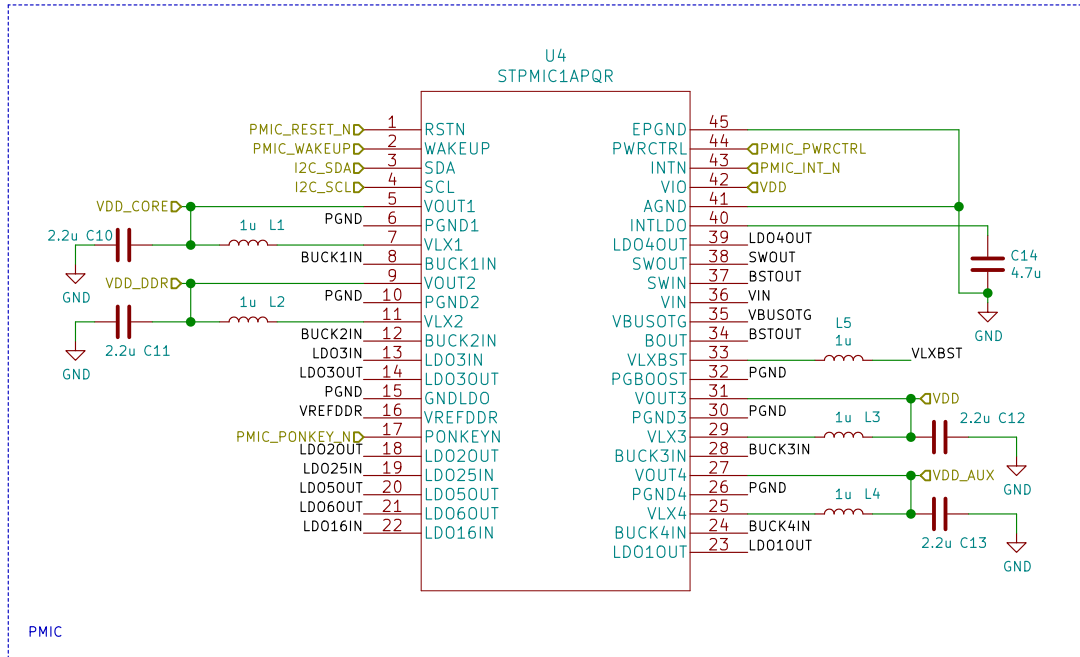 U4
STPMIC1APQR
PMIC_RESET_N 1 RSTN
PMIC_WAKEUP 2 WAKEUP
I2C_SDA 3 SDA
I2C_SCL 4 SCL
VDD_CORE 5 VOUT1
PGND 6 PGND1
2.2u C10 1u L1 7 VLX1
BUCK1IN 8 BUCK1IN
GND
VDD_DDR 9 VOUT2
PGND 10 PGND2
1u L2 11 VLX2
2.2u C11
BUCK2IN 12 BUCK2IN
GND
LDO3IN 13 LDO3IN
LDO3OUT 14 LDO3OUT
PGND 15 GNDLDO
VREFDDR 16 VREFDDR
PMIC_PONKEY_N 17 PONKEYN
LDO2OUT 18 LDO2OUT
LDO25IN 19 LDO25IN
LDO5OUT 20 LDO5OUT
LDO6OUT 21 LDO6OUT
LDO16IN 22 LDO16IN
EPGND 45
PWRCTRL 44 PMIC_PWRCTRL
INTN 43 PMIC_INT_N
VIO 42 VDD
AGND 41
INTLDO 40
LDO4OUT 39 LDO4OUT
SWOUT 38 SWOUT
C14
4.7u
SWIN 37 BSTOUT
VIN 36 VIN
VBUSOTG 35 VBUSOTG
GND
BOUT 34 BSTOUT
L5
1u
VLXBST 33 VLXBST
PGBOOST 32 PGND
VOUT3 31 VDD
PGND3 30 PGND
1u L3
2.2u C12
VLX3 29
BUCK3IN 28 BUCK3IN
GND
VOUT4 27 VDD_AUX
PGND4 26 PGND
1u L4
VLX4 25
BUCK4IN 24 BUCK4IN
2.2u C13
LDO1OUT 23 LDO1OUT
GND
PMIC